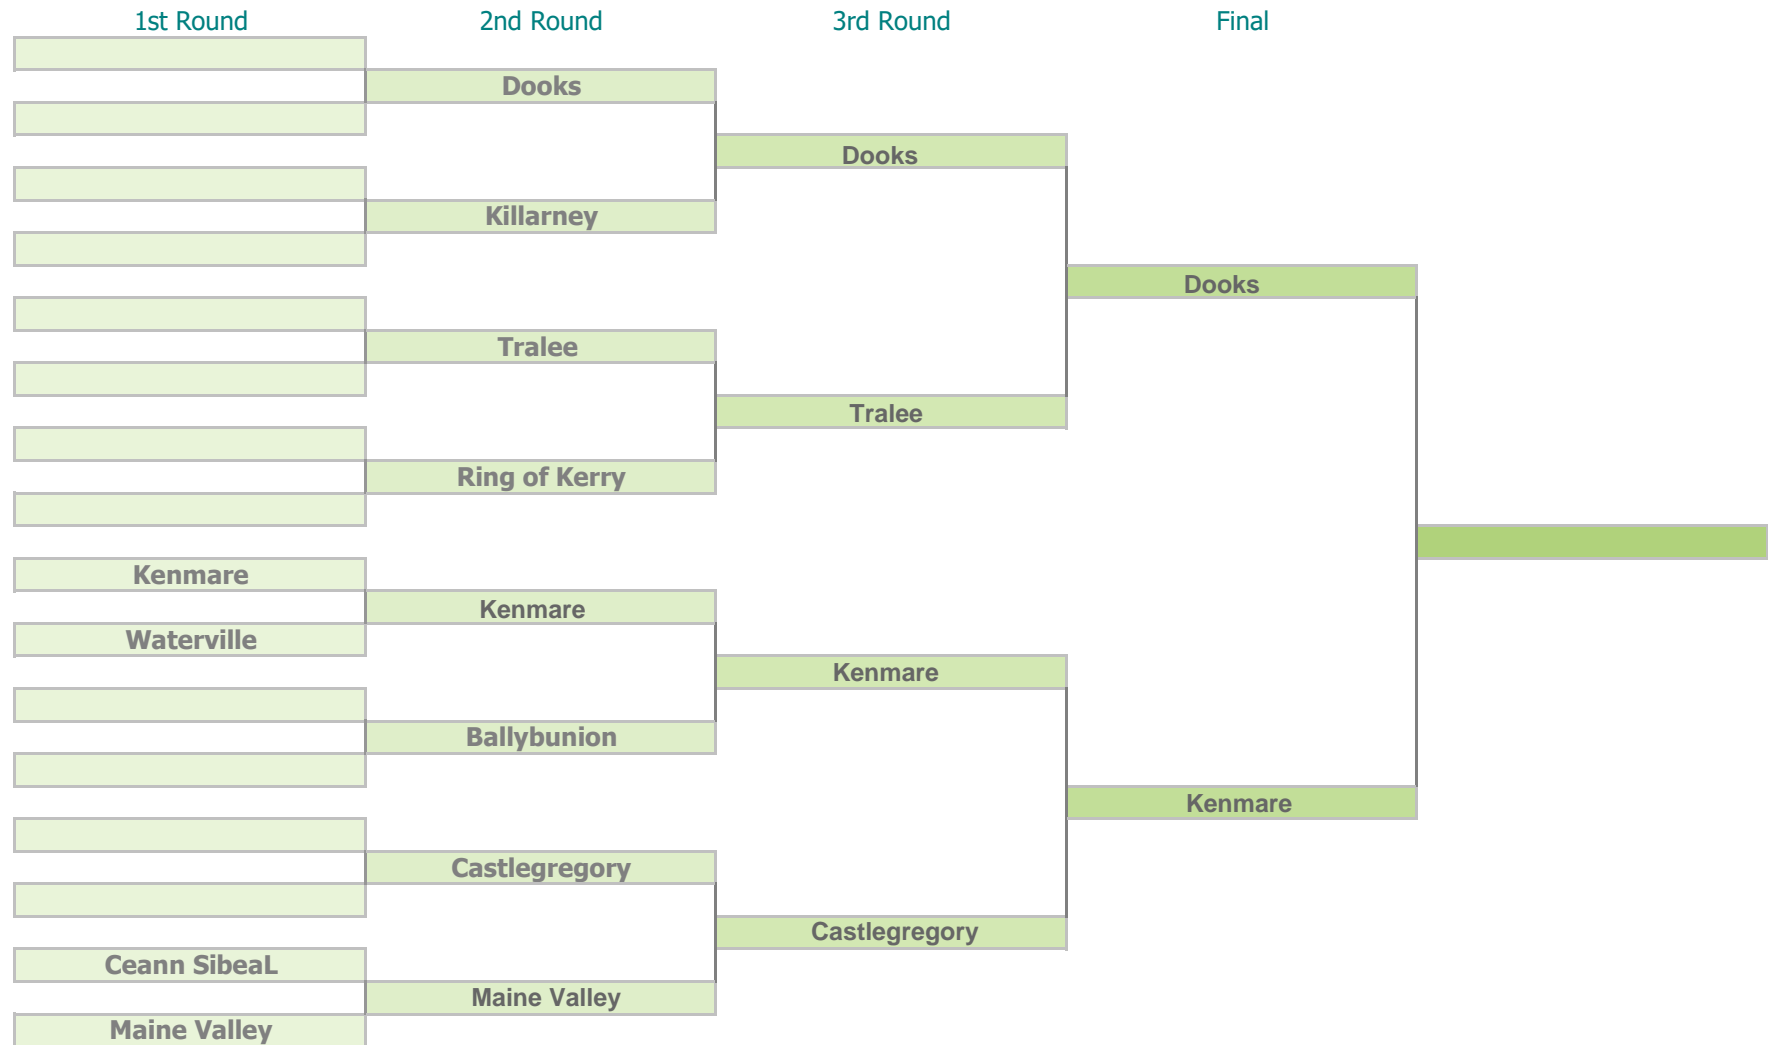 1st Round
2nd Round
3rd Round
Final
Dooks
Dooks
Killarney
Dooks
Tralee
Tralee
Ring of Kerry
Kenmare
Kenmare
Waterville
Kenmare
Ballybunion
Kenmare
Castlegregory
Castlegregory
Ceann SibeaL
Maine Valley
Maine Valley